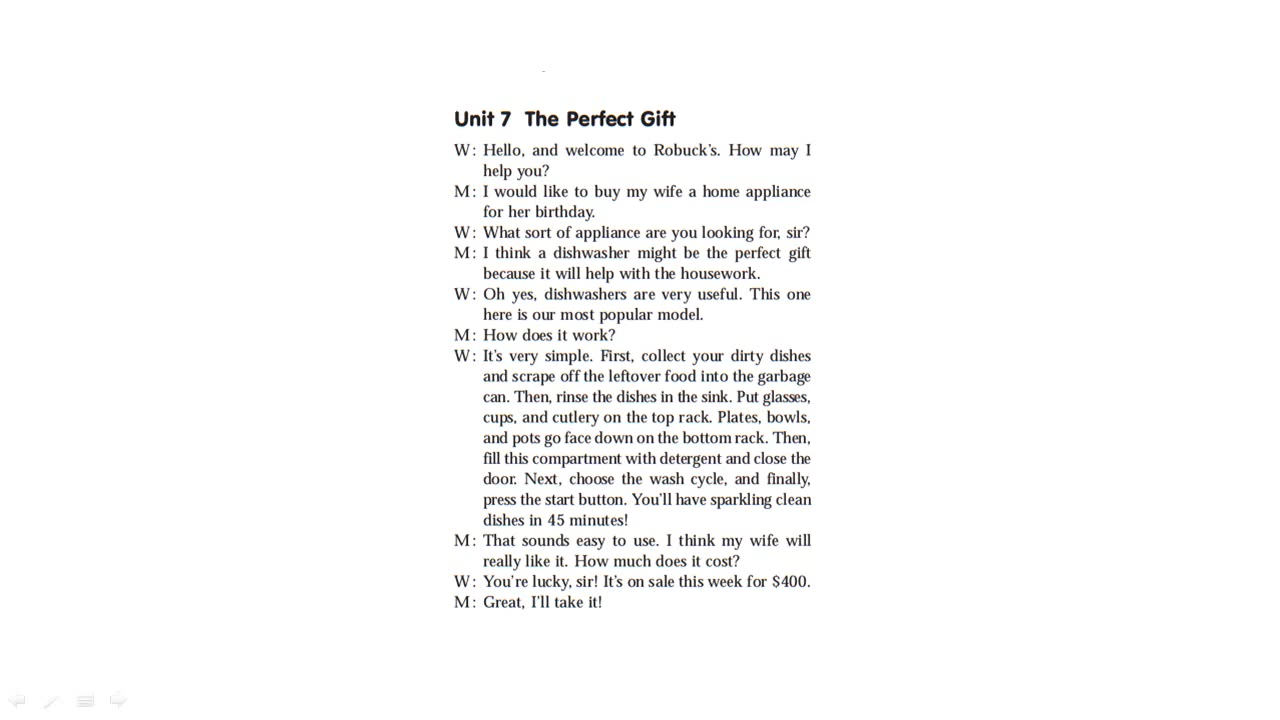 Unit 7 The Perfect Gift
W: Hello, and welcome to Robuck's. How may I
help you?
M: I would like to buy my wife a home appliance
for her birthday.
W: What sort of appliance are you looking for, sir?
M: I think a dishwasher might be the perfect gift
because it will help with the housework.
W: Oh yes, dishwashers are very useful. This one
here is our most popular model.
M: How does it work?
W: It's very simple. First, collect your dirty dishes
and scrape off the leftover food into the garbage
can. Then, rinse the dishes in the sink. Put glasses,
cups, and cutlery on the top rack. Plates, bowls,
and pots go face down on the bottom rack. Then,
fill this compartment with detergent and close the
door. Next, choose the wash cycle, and finally,
press the start button. You'll have sparkling clean
dishes in 45 minutes!
M: That sounds easy to use. I think my wife will
really like it. How much does it cost?
W: You're lucky, sir! It's on sale this week for $400.
M: Great, I'll take it!